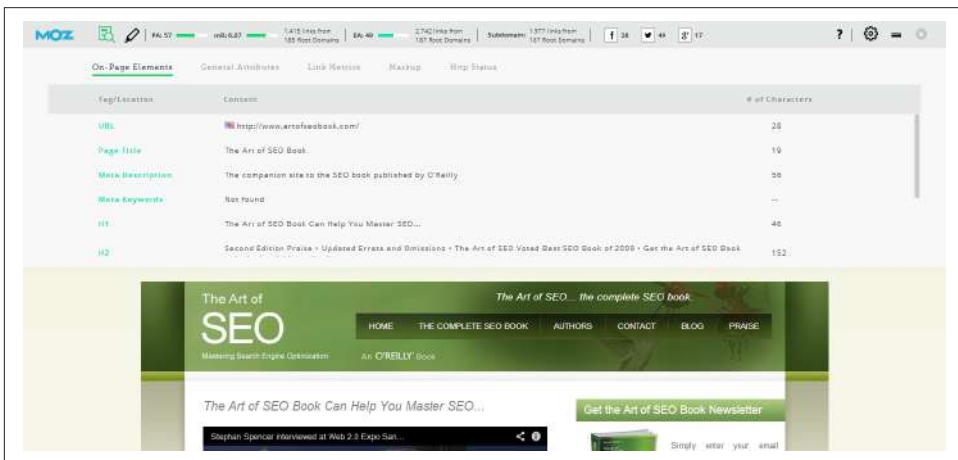 MOZ
PA: 57
mR: 6.07
1,415 links from
185 Root Domains
DA: 49
2,742 links from
187 Root Domains
Subdomain:
1,977 links from
187 Root Domains
f 28
49
g+ 17
?
On-Page Elements General Attributes Link Metrics Markup Http Status
Tag/Location Content # of Characters
URL http://www.artofseobook.com/ 28
Page Title The Art of SEO Book 19
Meta Description The companion site to the SEO book published by O'Reilly 56
Meta Keywords Not found --
H1 The Art of SEO Book Can Help You Master SEO... 46
H2 Second Edition Praise • Updated Errata and Omissions • The Art of SEO Voted Best SEO Book of 2009 • Get the Art of SEO Book 152
The Art of
SEO
Mastering Search Engine Optimization
The Art of SEO... the complete SEO book.
HOME THE COMPLETE SEO BOOK AUTHORS CONTACT BLOG PRAISE
An O'REILLY Book
The Art of SEO Book Can Help You Master SEO...
Get the Art of SEO Book Newsletter
Stephan Spencer interviewed at Web 2.0 Expo San...
Simply enter your email